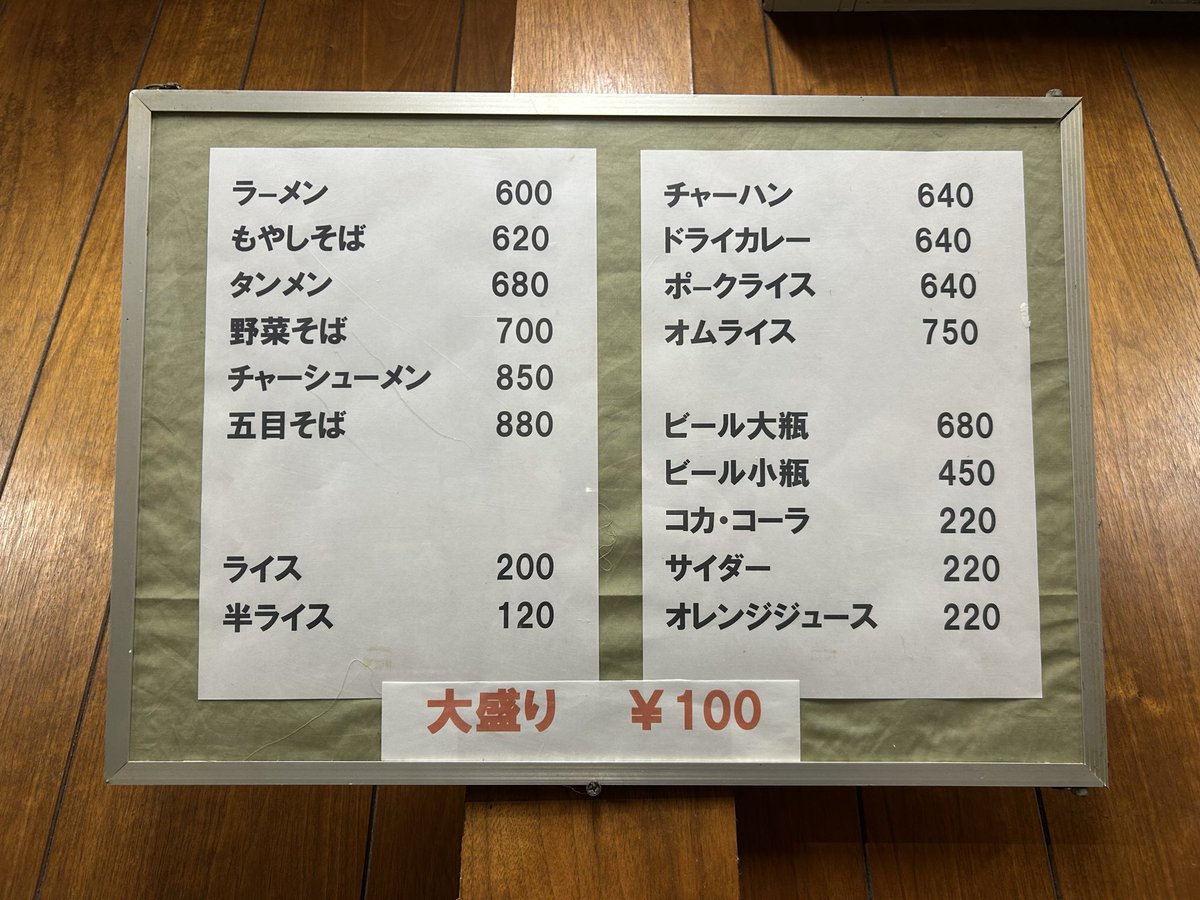 ラーメン 600
もやしそば 620
タンメン 680
野菜そば 700
チャーシューメン 850
五目そば 880
ライス 200
半ライス 120
チャーハン 640
ドライカレー 640
ポークライス 640
オムライス 750
ビール大瓶 680
ビール小瓶 450
コカ・コーラ 220
サイダー 220
オレンジジュース 220
大盛り ¥100